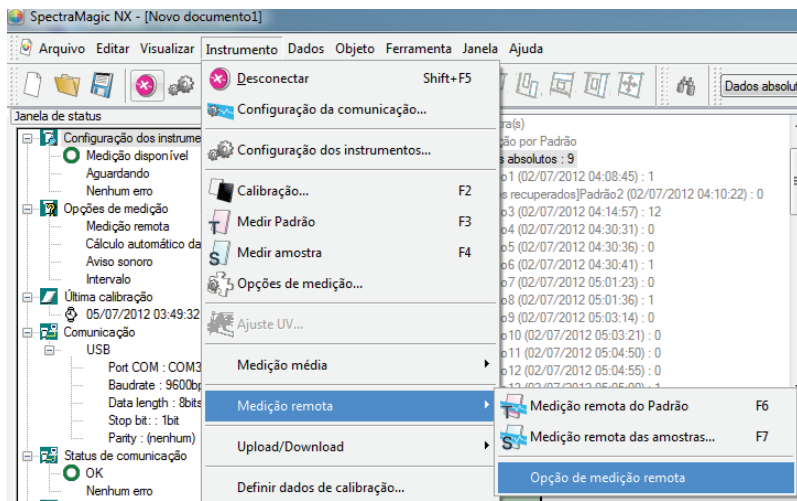 SpectraMagic NX - [Novo documento1]
Arquivo Editar Visualizar Instrumento Dados Objeto Ferramenta Janela Ajuda
Dados absolut
Janela de status
Configuração dos instrume
Medição disponível
Aguardando
Nenhum erro
Opções de medição
Medição remota
Cálculo automático da
Aviso sonoro
Intervalo
Última calibração
05/07/2012 03:49:32
Comunicação
USB
Port COM : COM3
Baudrate : 9600bp
Data length : 8bits
Stop bit: : 1bit
Parity : (nenhum)
Status de comunicação
OK
Nenhum erro
Desconectar Shift+F5
Configuração da comunicação...
Configuração dos instrumentos...
Calibração... F2
Medir Padrão F3
Medir amostra F4
Opções de medição...
Ajuste UV...
Medição média
Medição remota
Upload/Download
Definir dados de calibração...
ra(s)
ção por Padrão
s absolutos : 9
o1 (02/07/2012 04:08:45) : 1
s recuperados]Padrão2 (02/07/2012 04:10:22) : 0
o3 (02/07/2012 04:14:57) : 12
o4 (02/07/2012 04:30:31) : 0
o5 (02/07/2012 04:30:36) : 0
o6 (02/07/2012 04:30:41) : 1
o7 (02/07/2012 05:01:23) : 0
o8 (02/07/2012 05:01:36) : 1
o9 (02/07/2012 05:03:14) : 0
o10 (02/07/2012 05:03:21) : 0
o11 (02/07/2012 05:04:50) : 0
o12 (02/07/2012 05:04:55) : 0
Medição remota do Padrão F6
Medição remota das amostras... F7
Opção de medição remota